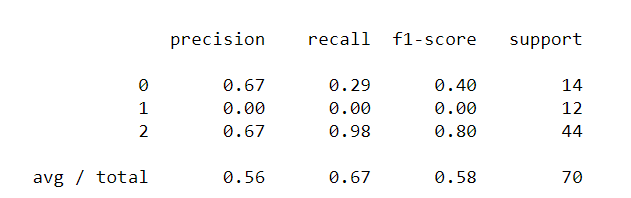 precision recall f1-score support
0 0.67 0.29 0.40 14
1 0.00 0.00 0.00 12
2 0.67 0.98 0.80 44
avg / total 0.56 0.67 0.58 70